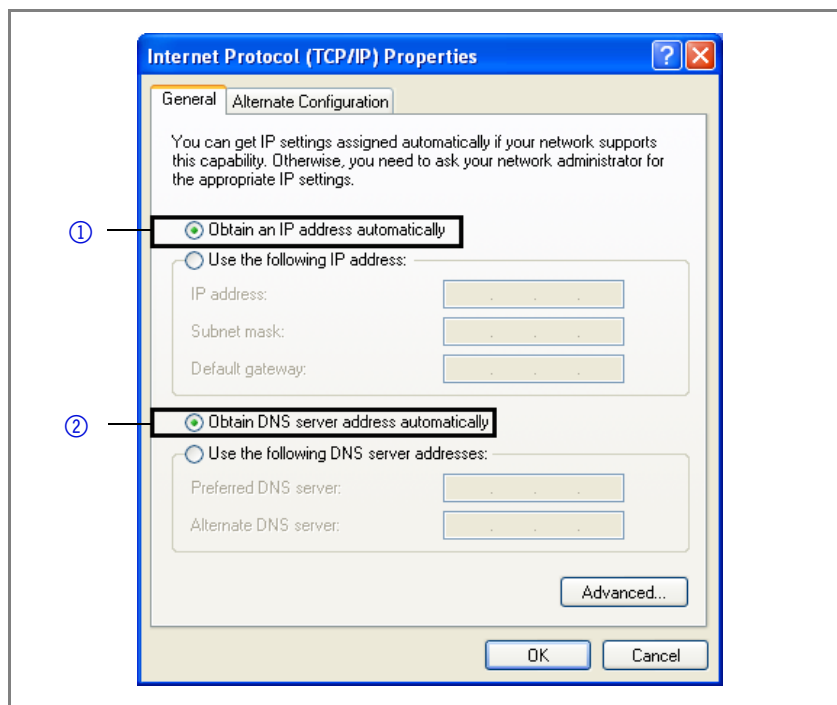 Internet Protocol (TCP/IP) Properties
General Alternate Configuration
You can get IP settings assigned automatically if your network supports
this capability. Otherwise, you need to ask your network administrator for
the appropriate IP settings.
① Obtain an IP address automatically
Use the following IP address:
IP address:
Subnet mask:
Default gateway:
② Obtain DNS server address automatically
Use the following DNS server addresses:
Preferred DNS server:
Alternate DNS server:
Advanced...
OK Cancel